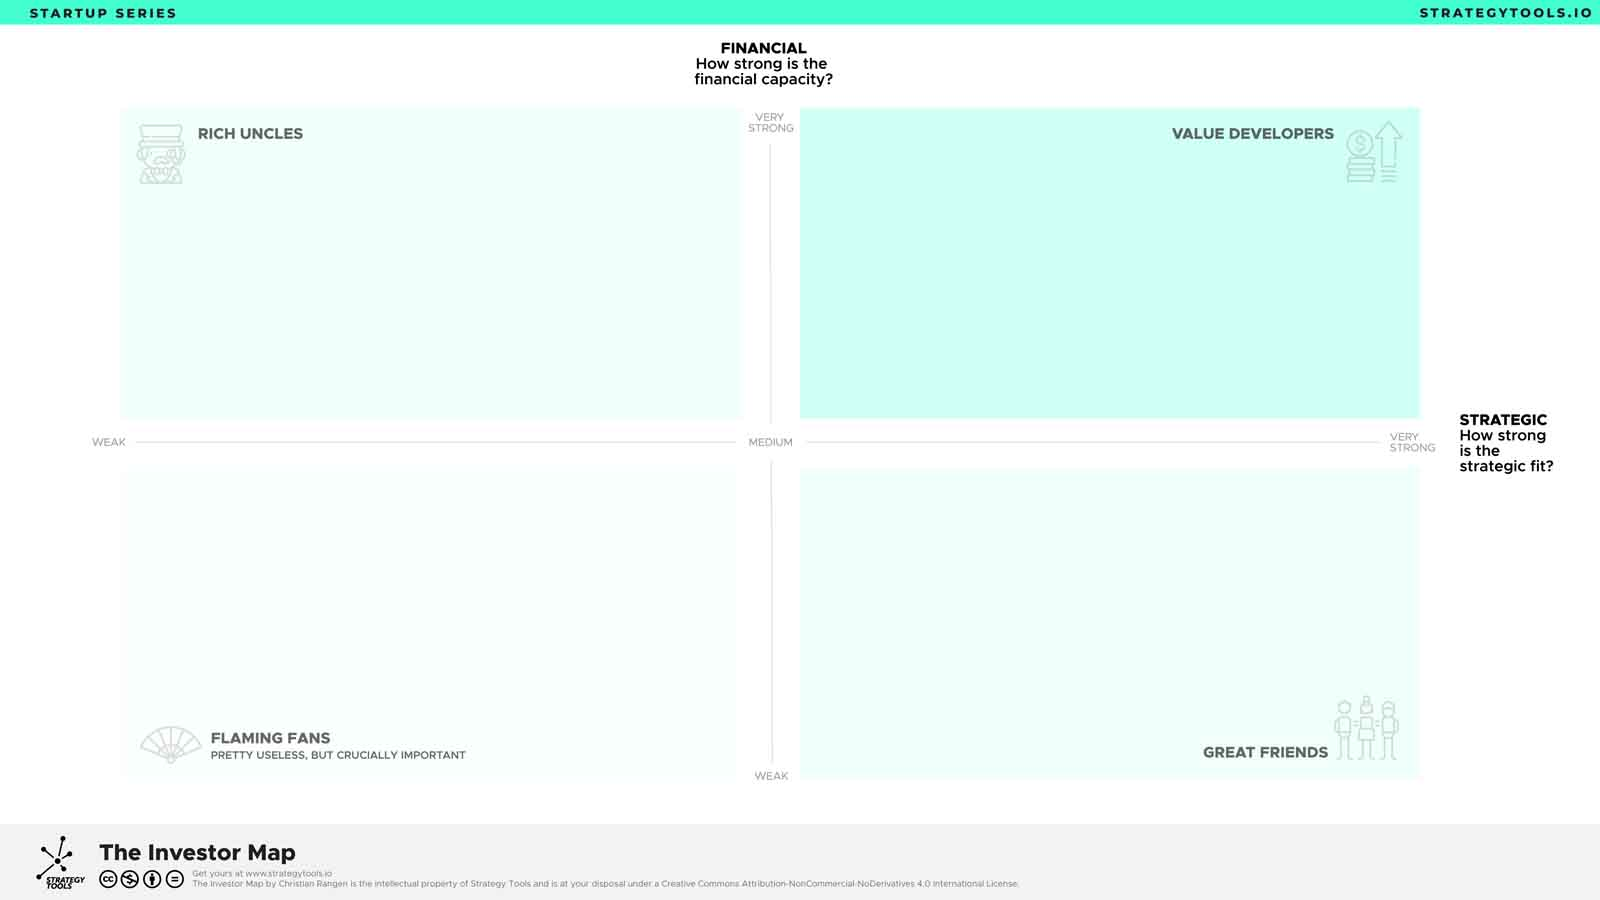 STARTUP SERIES
STRATEGYTOOLS.IO
FINANCIAL
How strong is the
financial capacity?
RICH UNCLES
VERY
STRONG
VALUE DEVELOPERS
$
WEAK
MEDIUM
VERY
STRONG
STRATEGIC
How strong
is the
strategic fit?
FLAMING FANS
PRETTY USELESS, BUT CRUCIALLY IMPORTANT
GREAT FRIENDS
WEAK
STRATEGY
TOOLS
The Investor Map
cc $ =
Get yours at www.strategytools.io
The Investor Map by Christian Rangen is the intellectual property of Strategy Tools and is at your disposal under a Creative Commons Attribution-NonCommercial-NoDerivatives 4.0 International License.